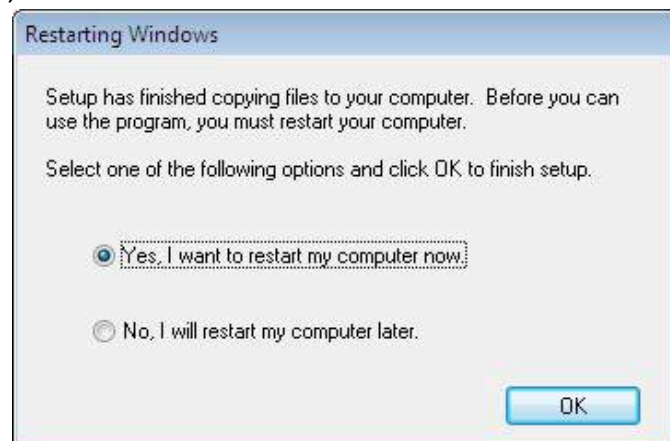 Restarting Windows
Setup has finished copying files to your computer.  Before you can
use the program, you must restart your computer.
Select one of the following options and click OK to finish setup.
Yes, I want to restart my computer now.
No, I will restart my computer later.
OK